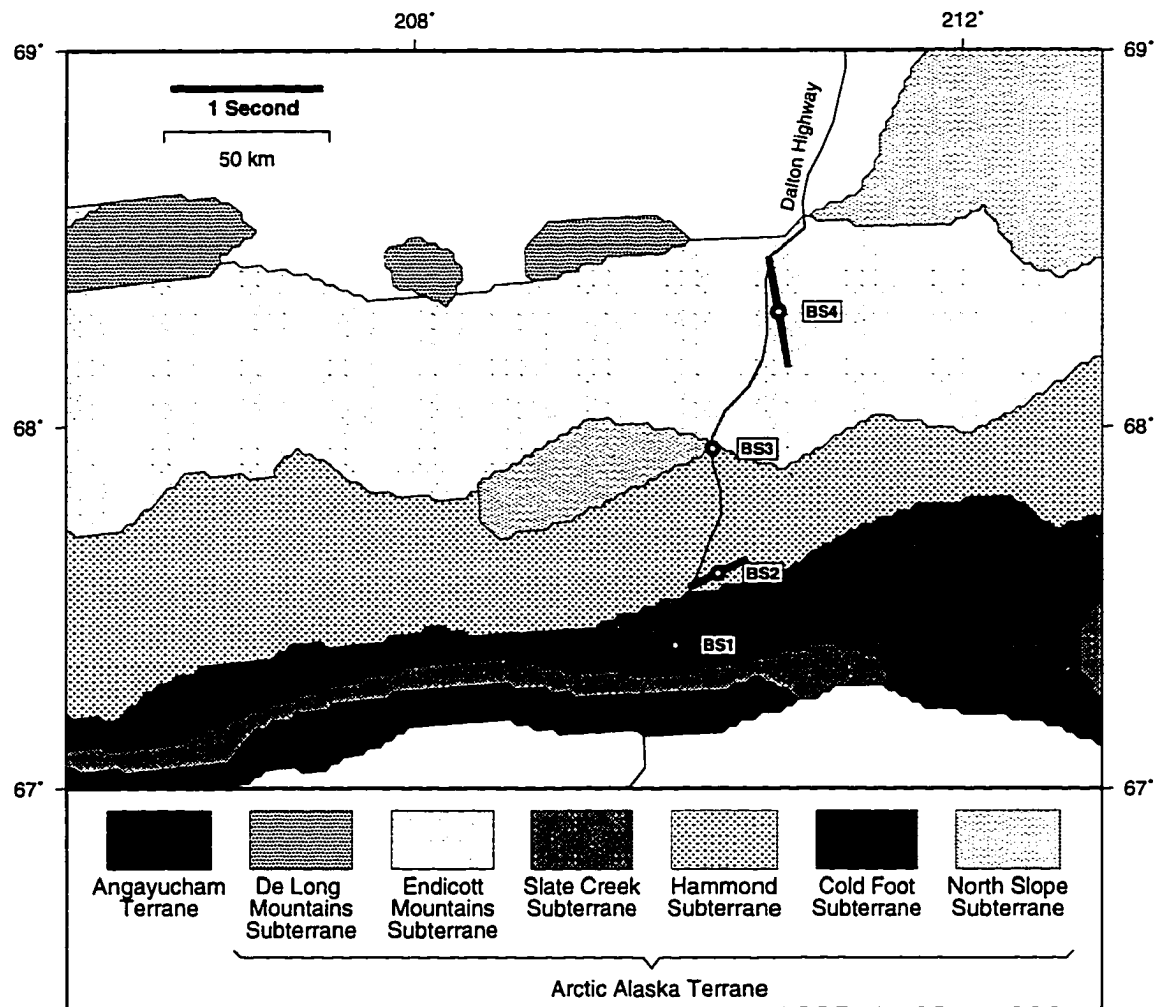 208°
212°
69°
69°
1 Second
50 km
Dalton Highway
BS4
68°
68°
BS3
BS2
BS1
67°
67°
Angayucham
Terrane
De Long
Mountains
Subterrane
Endicott
Mountains
Subterrane
Slate Creek
Subterrane
Hammond
Subterrane
Cold Foot
Subterrane
North Slope
Subterrane
Arctic Alaska Terrane